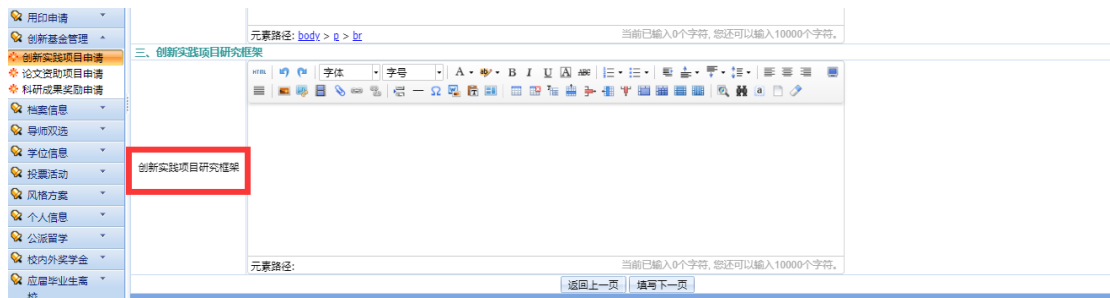 用印申请
创新基金管理
创新实践项目申请
论文资助项目申请
科研成果奖励申请
档案信息
导师双选
学位信息
投票活动
风格方案
个人信息
公派留学
校内外奖学金
应届毕业生离
校
元素路径: body > p > br
当前已输入0个字符, 您还可以输入10000个字符。
三、创新实践项目研究框架
HTML 字体 字号 A ab B I U A ABC
Ω a
创新实践项目研究框架
元素路径:
当前已输入0个字符, 您还可以输入10000个字符。
返回上一页 填写下一页